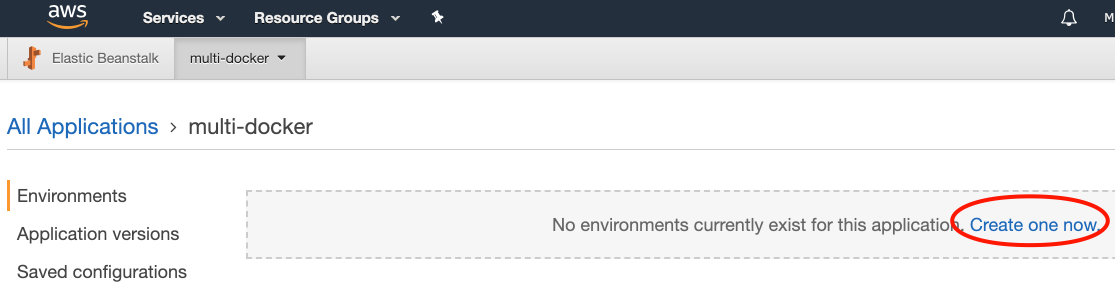 aws Services Resource Groups M
Elastic Beanstalk multi-docker
All Applications > multi-docker
Environments
No environments currently exist for this application. Create one now.
Application versions
Saved configurations